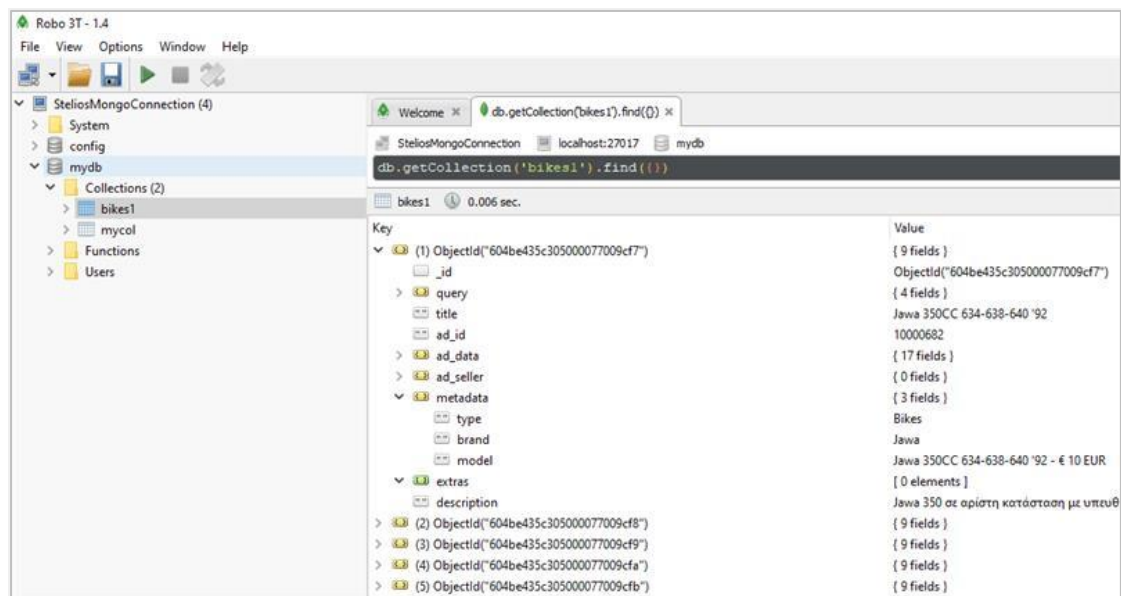 Robo 3T - 1.4
File View Options Window Help
SteliosMongoConnection (4)
System
config
mydb
Collections (2)
bikes1
mycol
Functions
Users
Welcome × db.getCollection('bikes1').find({}) ×
SteliosMongoConnection localhost:27017 mydb
db.getCollection('bikes1').find({})
bikes1 0.006 sec.
Key Value
(1) ObjectId("604be435c305000077009cf7") { 9 fields }
_id ObjectId("604be435c305000077009cf7")
query { 4 fields }
title Jawa 350CC 634-638-640 '92
ad_id 10000682
ad_data { 17 fields }
ad_seller { 0 fields }
metadata { 3 fields }
type Bikes
brand Jawa
model Jawa 350CC 634-638-640 '92 - € 10 EUR
extras [ 0 elements ]
description Jawa 350 σε αρίστη κατάσταση με υπευθ
(2) ObjectId("604be435c305000077009cf8") { 9 fields }
(3) ObjectId("604be435c305000077009cf9") { 9 fields }
(4) ObjectId("604be435c305000077009cfa") { 9 fields }
(5) ObjectId("604be435c305000077009cfb") { 9 fields }